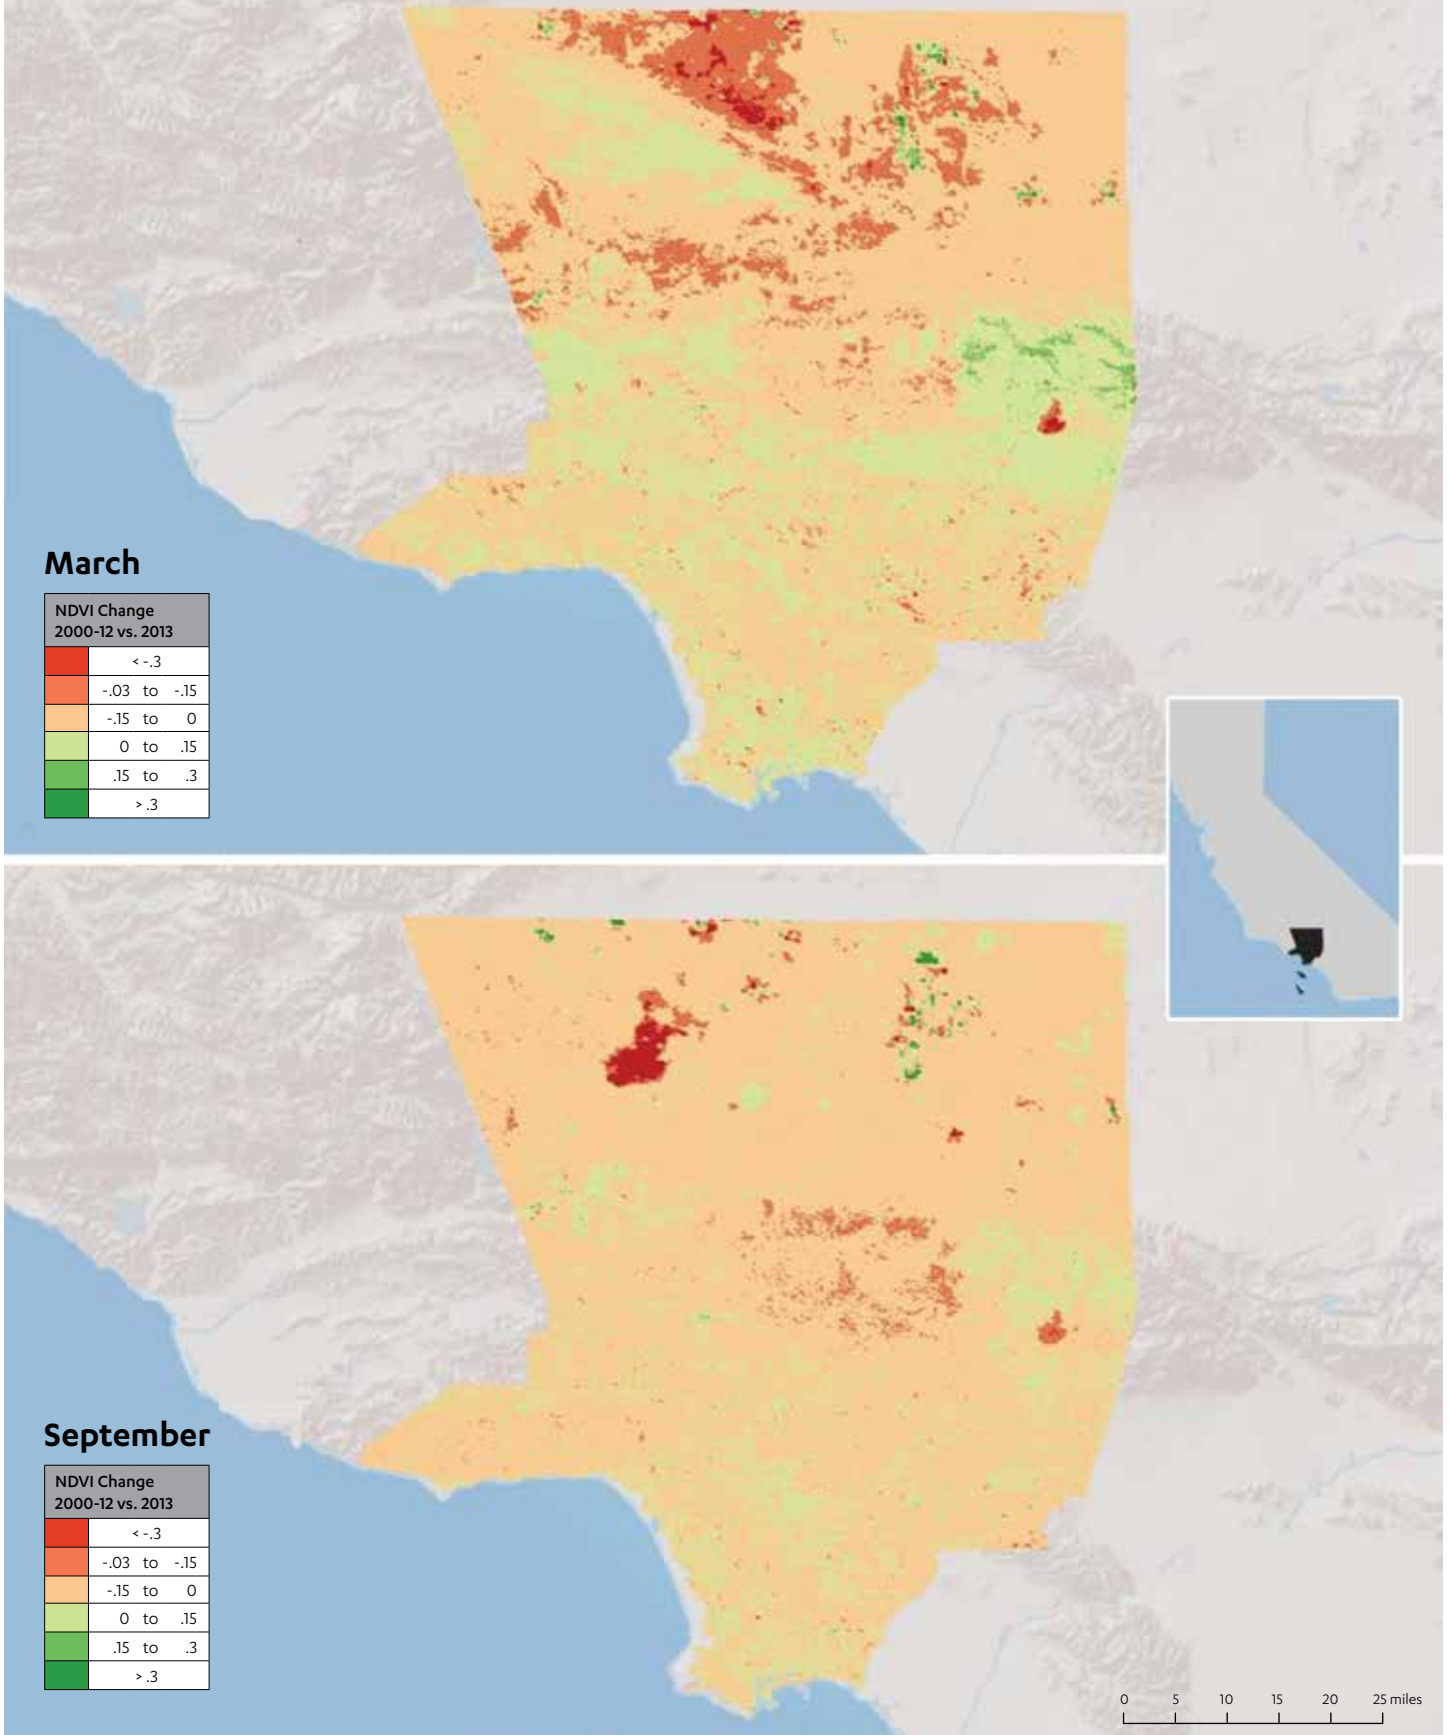 March
NDVI Change
2000-12 vs. 2013
< -.3
-.03 to -.15
-.15 to 0
0 to .15
.15 to .3
> .3
September
NDVI Change
2000-12 vs. 2013
< -.3
-.03 to -.15
-.15 to 0
0 to .15
.15 to .3
> .3
0 5 10 15 20 25 miles